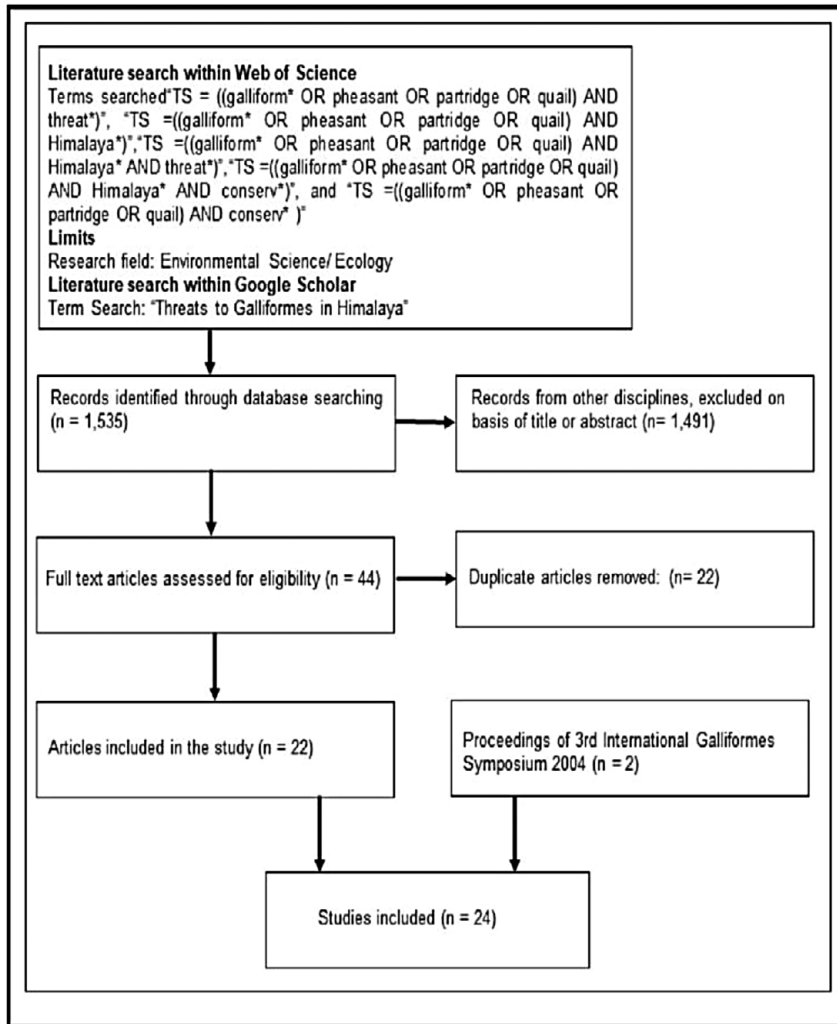 Literature search within Web of Science
Terms searched“TS = ((galliform* OR pheasant OR partridge OR quail) AND
threat*)”, “TS =((galliform* OR pheasant OR partridge OR quail) AND
Himalaya*)”,“TS =((galliform* OR pheasant OR partridge OR quail) AND
Himalaya* AND threat*)”,“TS =((galliform* OR pheasant OR partridge OR quail)
AND Himalaya* AND conserv*)”, and “TS =((galliform* OR pheasant OR
partridge OR quail) AND conserv* )”
Limits
Research field: Environmental Science/ Ecology
Literature search within Google Scholar
Term Search: “Threats to Galliformes in Himalaya”
Records identified through database searching
(n = 1,535)
Records from other disciplines, excluded on
basis of title or abstract (n= 1,491)
Full text articles assessed for eligibility (n = 44)
Duplicate articles removed: (n= 22)
Articles included in the study (n = 22)
Proceedings of 3rd International Galliformes
Symposium 2004 (n = 2)
Studies included (n = 24)